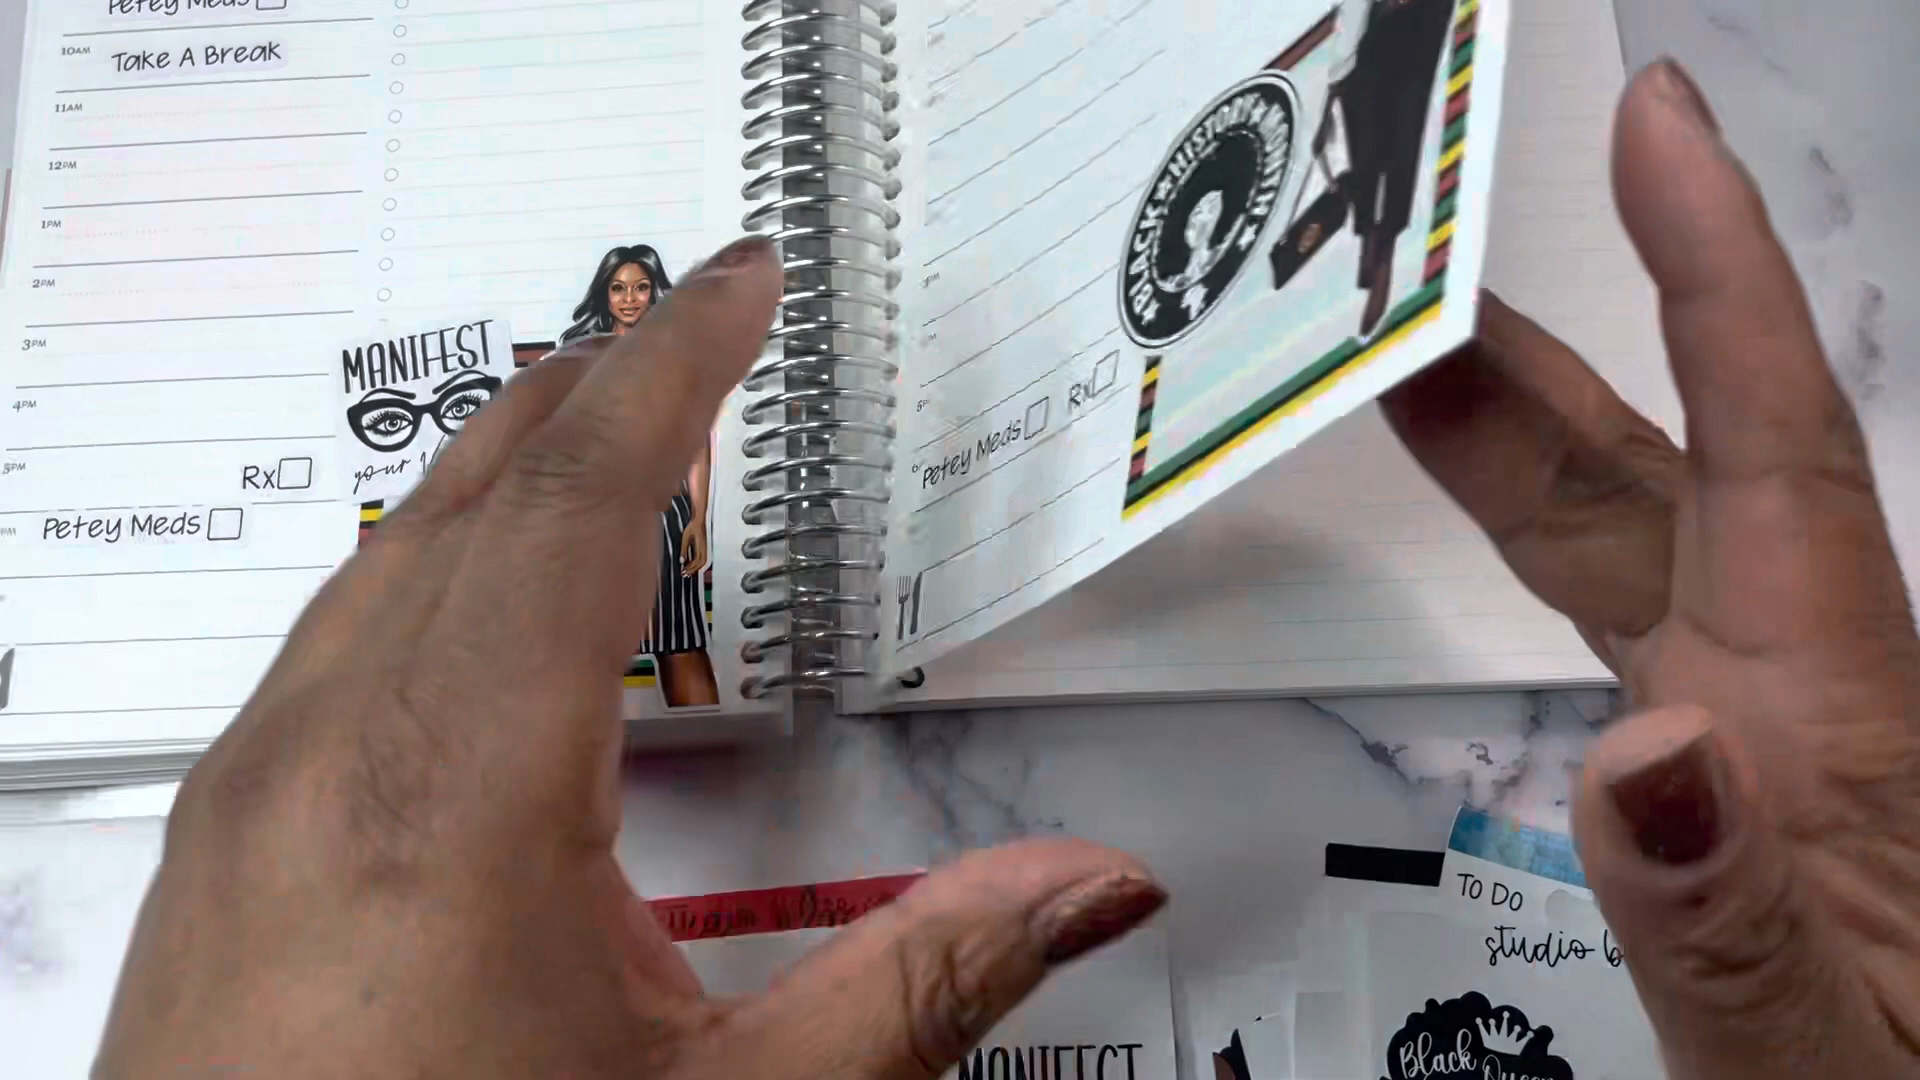 Petey Meds
10AM
Take A Break
11AM
12PM
1PM
2PM
3PM
4PM
5PM
Rx
Petey Meds
MANIFEST
your
BLACK ★ HISTORY ★ MONTH
Petey Meds
Rx
TO DO
studio
MANIFEST
Black
Queen